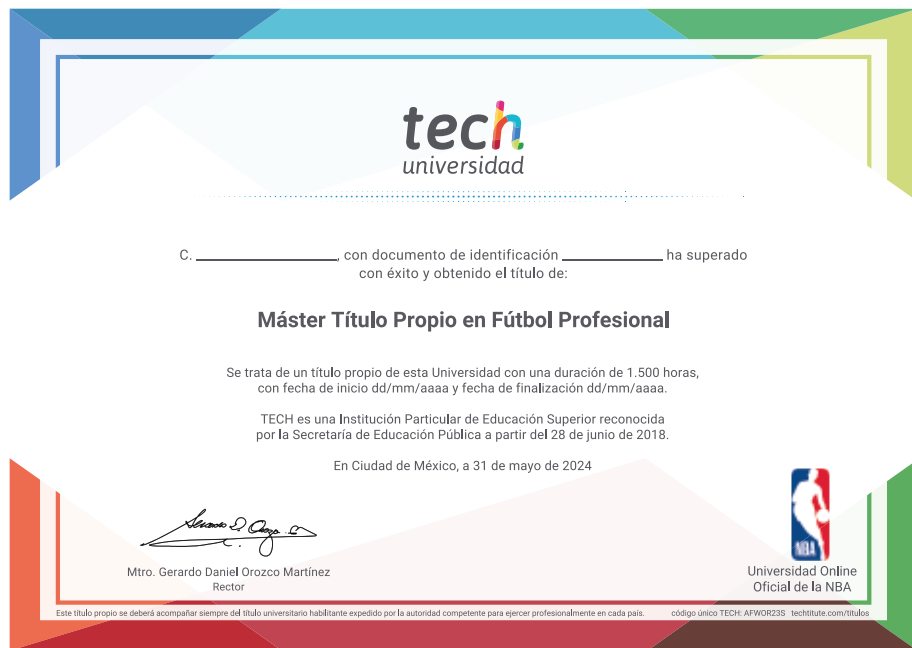 tech
universidad
C. ________________, con documento de identificación ____________ ha superado
con éxito y obtenido el título de:
Máster Título Propio en Fútbol Profesional
Se trata de un título propio de esta Universidad con una duración de 1.500 horas,
con fecha de inicio dd/mm/aaaa y fecha de finalización dd/mm/aaaa.
TECH es una Institución Particular de Educación Superior reconocida
por la Secretaría de Educación Pública a partir del 28 de junio de 2018.
En Ciudad de México, a 31 de mayo de 2024
Mtro. Gerardo Daniel Orozco Martínez
Rector
NBA
Universidad Online
Oficial de la NBA
Este título propio se deberá acompañar siempre del título universitario habilitante expedido por la autoridad competente para ejercer profesionalmente en cada país. código único TECH: AFWOR23S techtitute.com/titulos